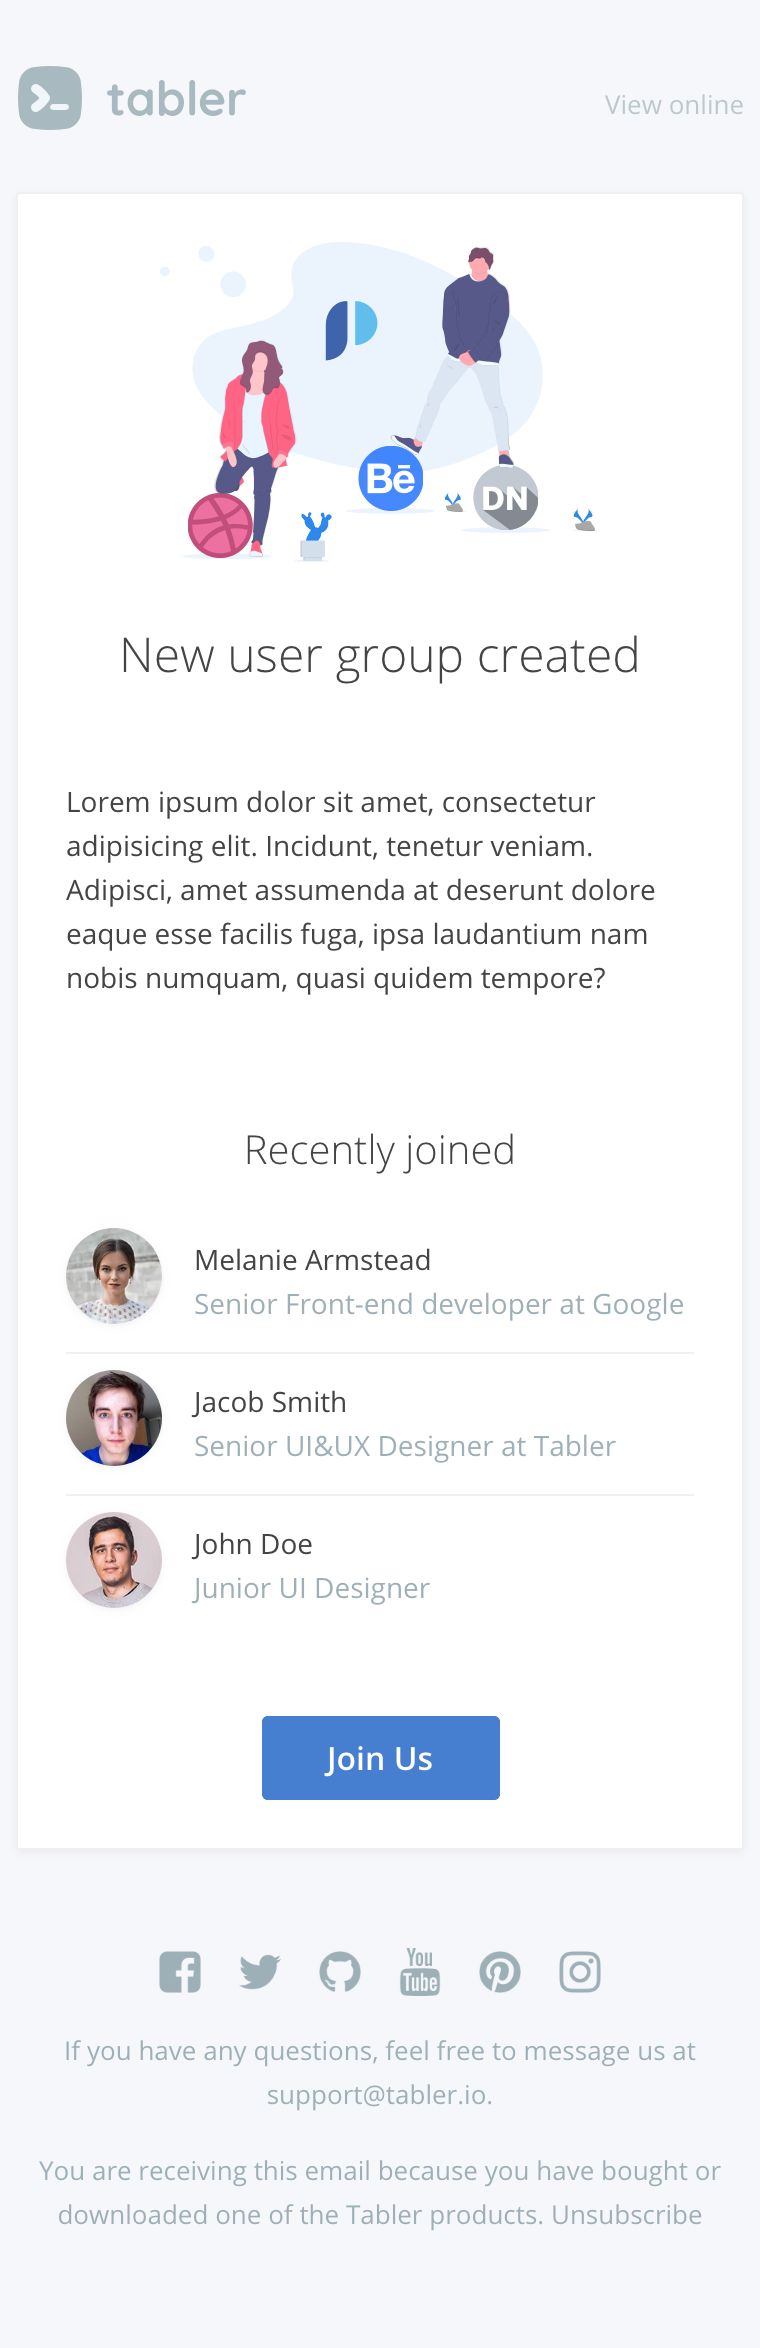 tabler
View online
Bē
DN
New user group created
Lorem ipsum dolor sit amet, consectetur
adipisicing elit. Incidunt, tenetur veniam.
Adipisci, amet assumenda at deserunt dolore
eaque esse facilis fuga, ipsa laudantium nam
nobis numquam, quasi quidem tempore?
Recently joined
Melanie Armstead
Senior Front-end developer at Google
Jacob Smith
Senior UI&UX Designer at Tabler
John Doe
Junior UI Designer
Join Us
You
Tube
If you have any questions, feel free to message us at
support@tabler.io.
You are receiving this email because you have bought or
downloaded one of the Tabler products. Unsubscribe